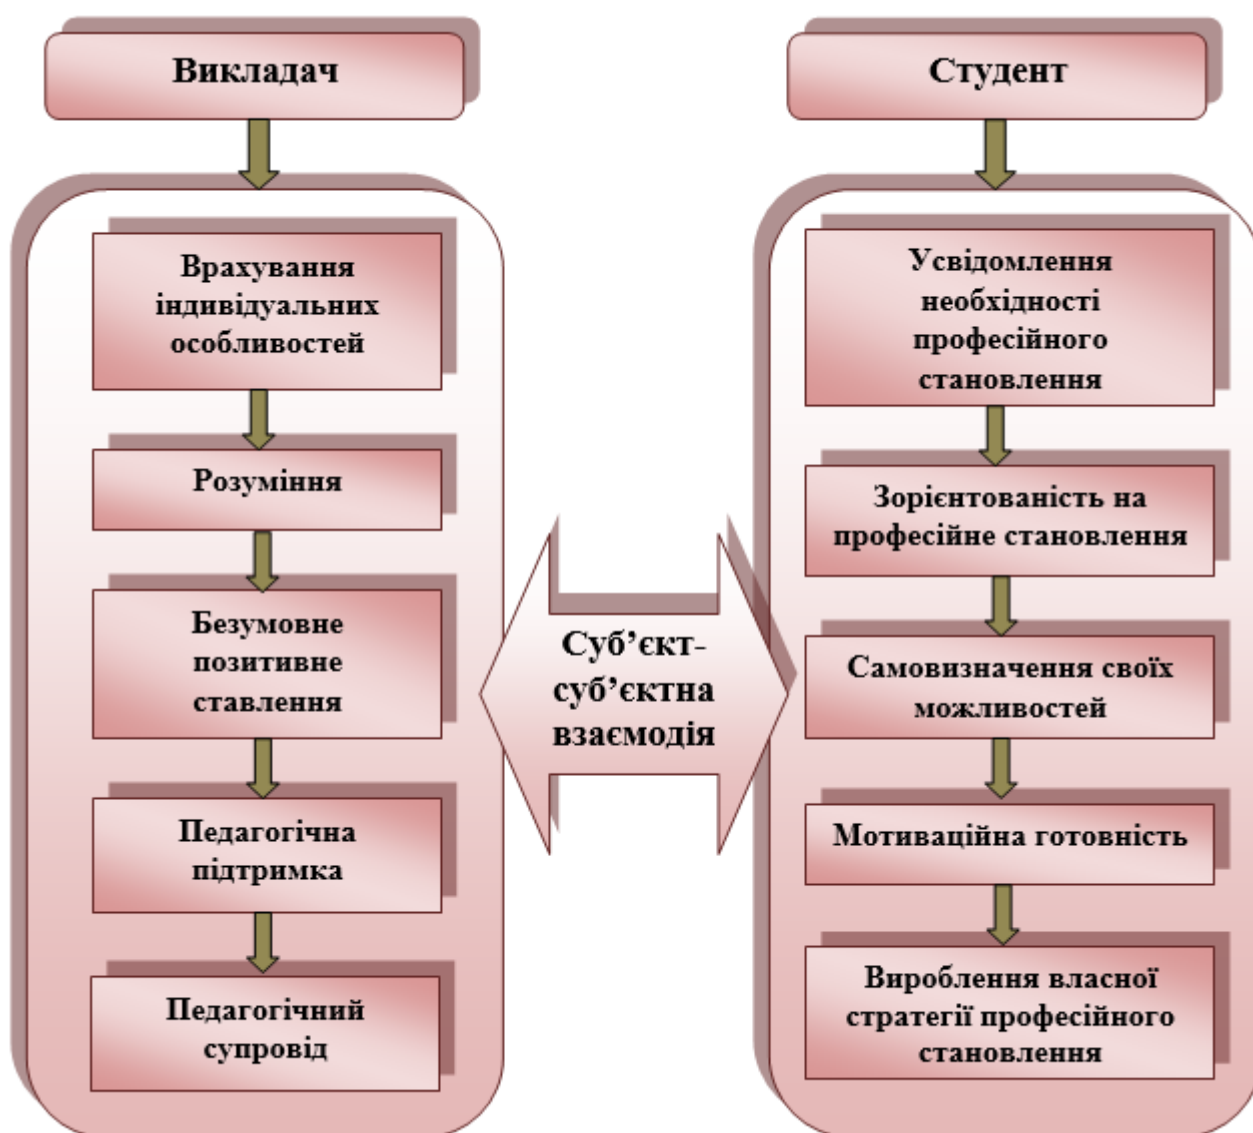 Викладач
Врахування
індивідуальних
особливостей
Розуміння
Безумовне
позитивне
ставлення
Педагогічна
підтримка
Педагогічний
супровід
Суб’єкт-
суб’єктна
взаємодія
Студент
Усвідомлення
необхідності
професійного
становлення
Зорієнтованість на
професійне становлення
Самовизначення своїх
можливостей
Мотиваційна готовність
Вироблення власної
стратегії професійного
становлення